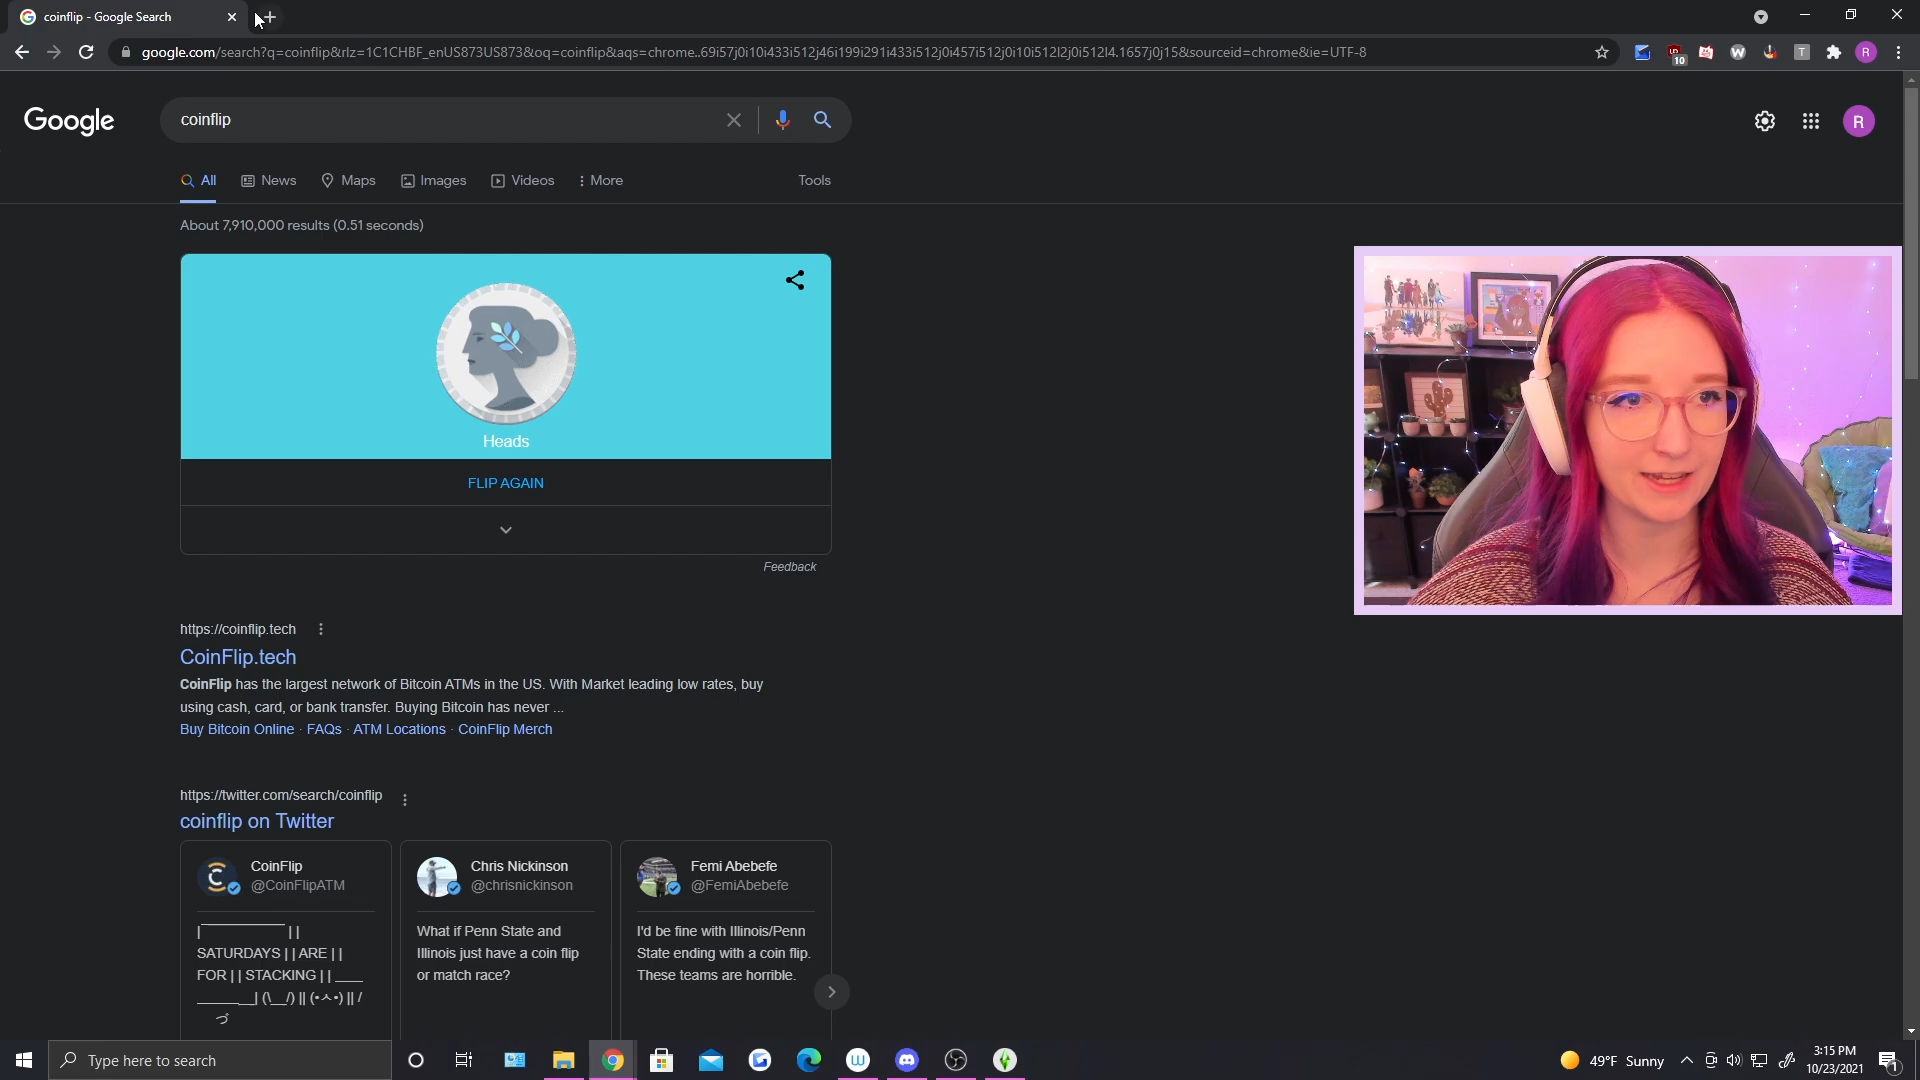 coinflip - Google Search
google.com/search?q=coinflip&rlz=1C1CHBF_enUS873US873&oq=coinflip&aqs=chrome..69i57j0i10i433i512j46i199i291i433i512j0i457i512j0i10i512l2j0i512l4.1657j0j15&sourceid=chrome&ie=UTF-8
10
W
T
R
Google
coinflip
R
All
News
Maps
Images
Videos
More
Tools
About 7,910,000 results (0.51 seconds)
Heads
FLIP AGAIN
Feedback
https://coinflip.tech
CoinFlip.tech
CoinFlip has the largest network of Bitcoin ATMs in the US. With Market leading low rates, buy
using cash, card, or bank transfer. Buying Bitcoin has never ...
Buy Bitcoin Online · FAQs · ATM Locations · CoinFlip Merch
https://twitter.com/search/coinflip
coinflip on Twitter
CoinFlip
@CoinFlipATM
|￣￣￣￣￣￣| |
SATURDAYS | | ARE | |
FOR | | STACKING | | ___
______| (\__/) || (•ㅅ•) || /
づ
Chris Nickinson
@chrisnickinson
What if Penn State and
Illinois just have a coin flip
or match race?
Femi Abebefe
@FemiAbebefe
I'd be fine with Illinois/Penn
State ending with a coin flip.
These teams are horrible.
Type here to search
49°F Sunny
3:15 PM
10/23/2021
1